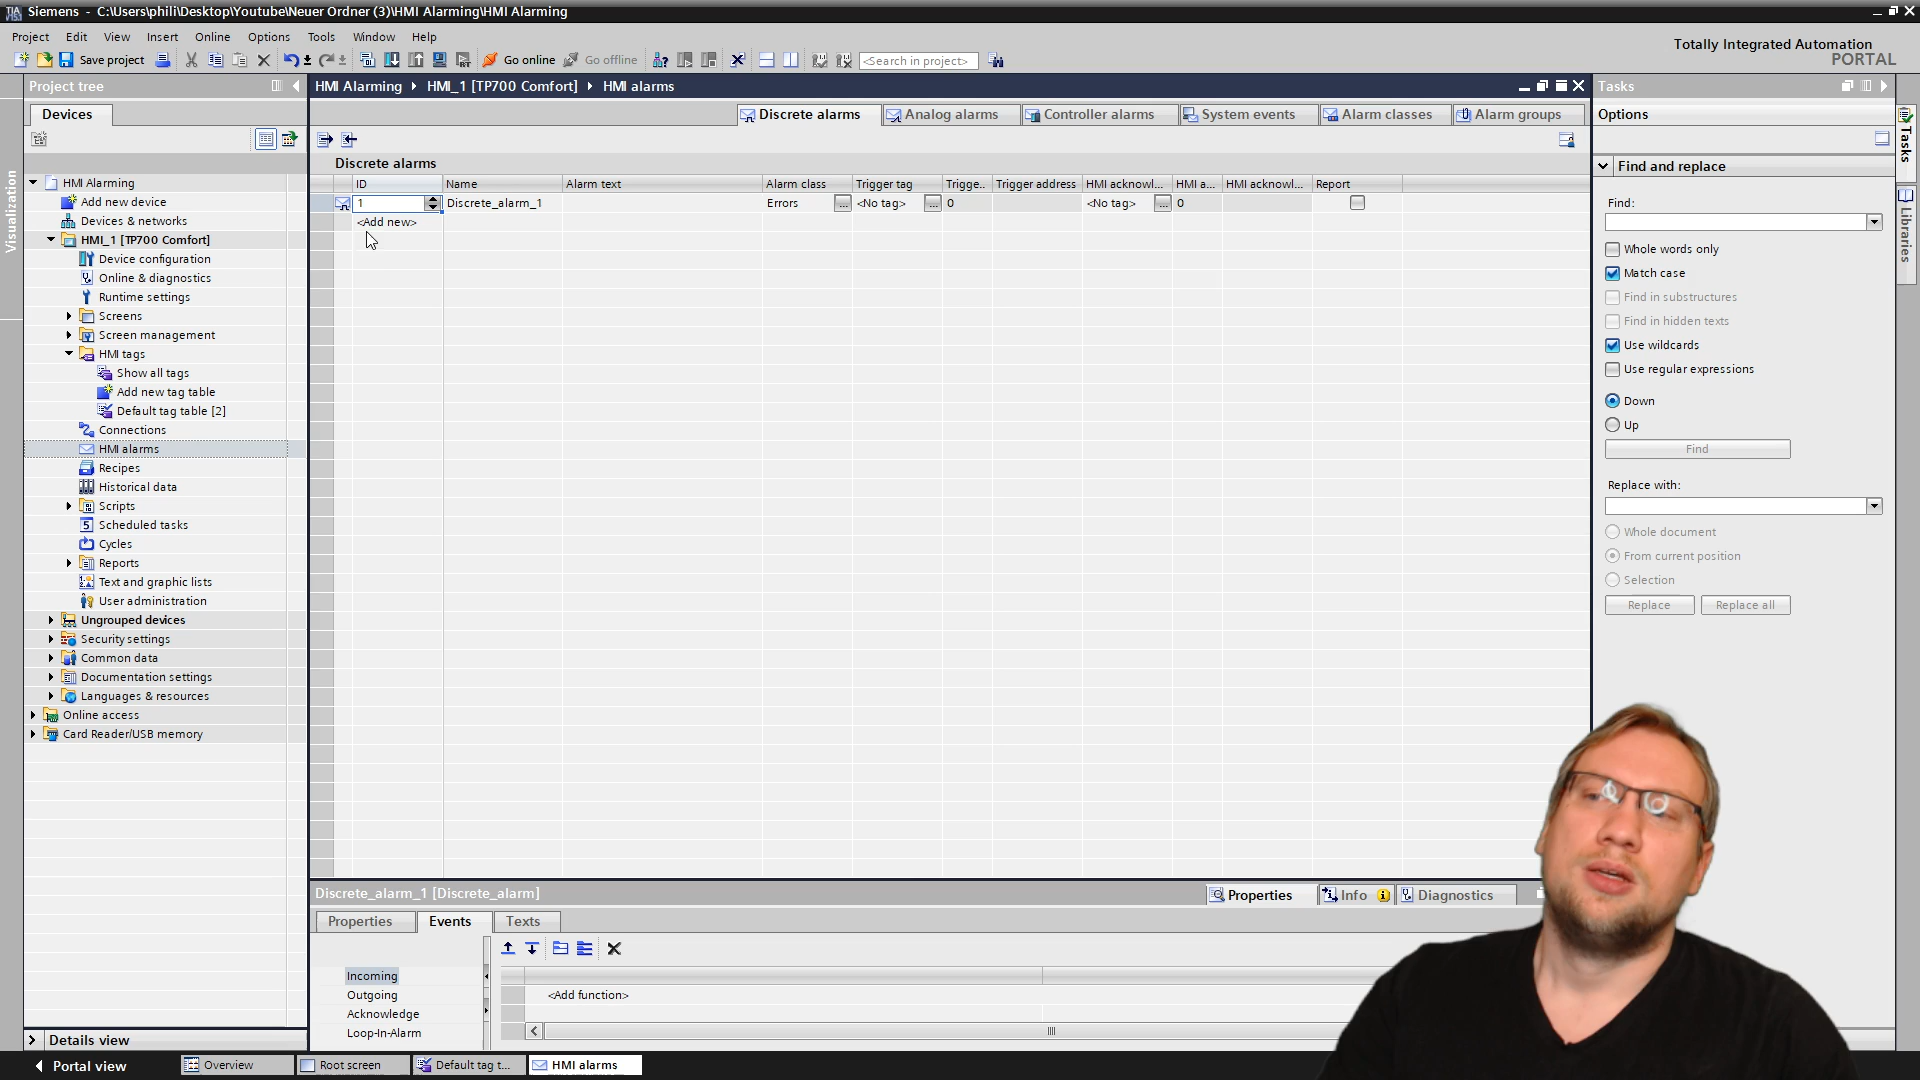 Siemens - C:\Users\phili\Desktop\Youtube\Neuer Ordner (3)\HMI Alarming\HMI Alarming
Project Edit View Insert Online Options Tools Window Help
Totally Integrated Automation
PORTAL
Save project Go online Go offline <Search in project>
Project tree
HMI Alarming HMI_1 [TP700 Comfort] HMI alarms
Tasks
Devices
Discrete alarms Analog alarms Controller alarms System events Alarm classes Alarm groups
Options
Visualization
Tasks
Libraries
Discrete alarms
ID Name Alarm text Alarm class Trigger tag Trigge.. Trigger address HMI acknowl... HMI a... HMI acknowl... Report
1 Discrete_alarm_1 Errors ... <No tag> ... 0 <No tag> ... 0
<Add new>
HMI Alarming
Add new device
Devices & networks
HMI_1 [TP700 Comfort]
Device configuration
Online & diagnostics
Runtime settings
Screens
Screen management
HMI tags
Show all tags
Add new tag table
Default tag table [2]
Connections
HMI alarms
Recipes
Historical data
Scripts
Scheduled tasks
Cycles
Reports
Text and graphic lists
User administration
Ungrouped devices
Security settings
Common data
Documentation settings
Languages & resources
Online access
Card Reader/USB memory
Find and replace
Find:
Whole words only
Match case
Find in substructures
Find in hidden texts
Use wildcards
Use regular expressions
Down
Up
Find
Replace with:
Whole document
From current position
Selection
Replace Replace all
Discrete_alarm_1 [Discrete_alarm]
Properties Info Diagnostics
Properties Events Texts
Incoming
Outgoing
Acknowledge
Loop-In-Alarm
<Add function>
Details view
Portal view Overview Root screen Default tag t... HMI alarms